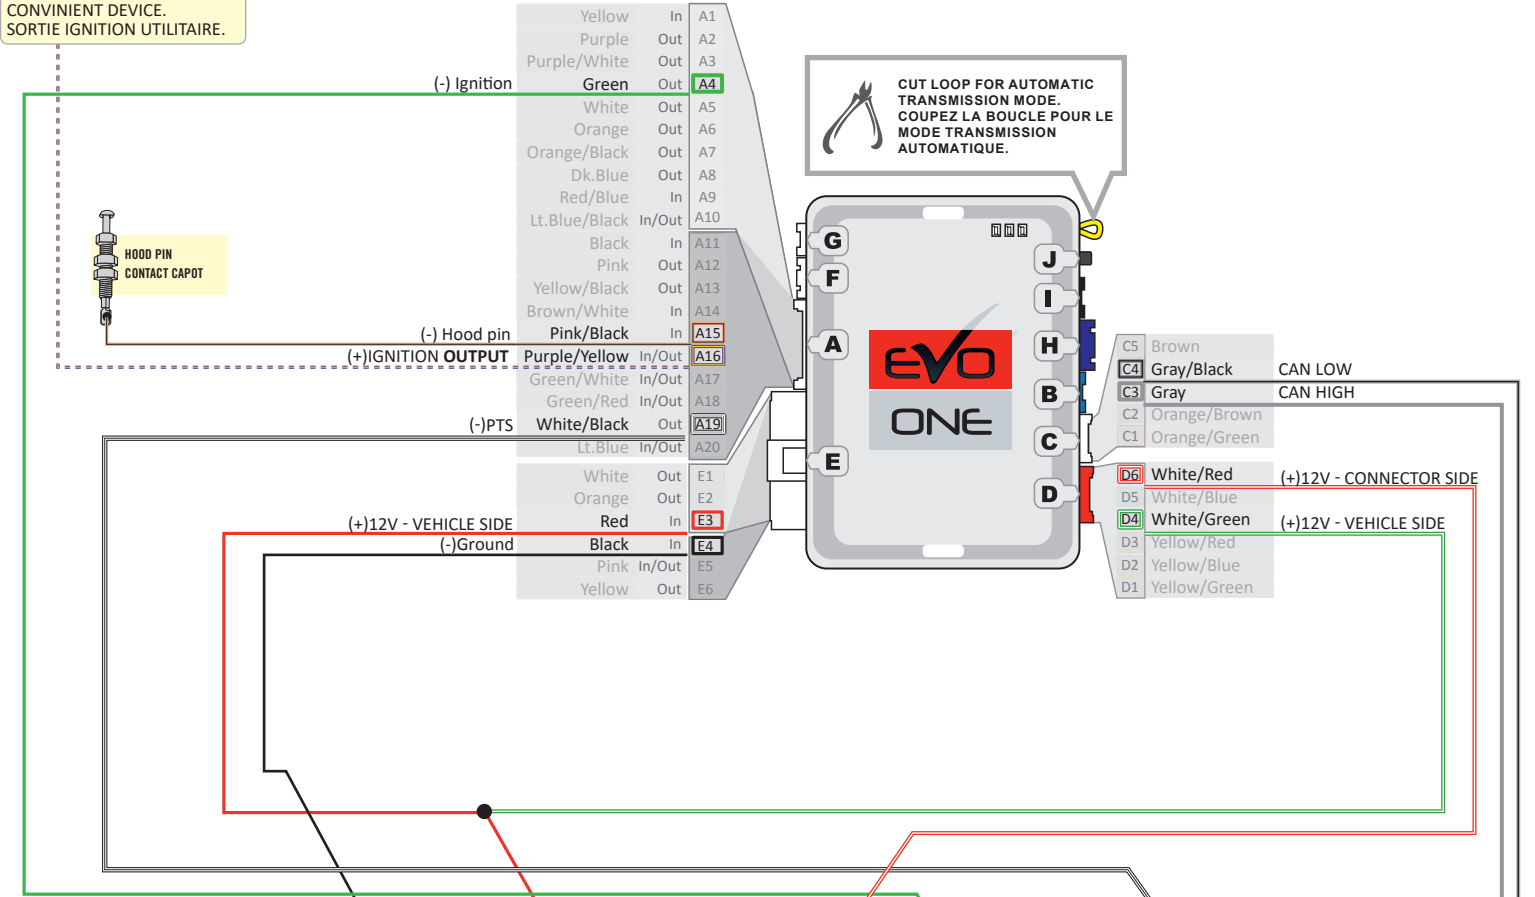 CONVINIENT DEVICE.
SORTIE IGNITION UTILITAIRE.
Yellow In A1
Purple Out A2
Purple/White Out A3
(-) Ignition Green Out A4
White Out A5
Orange Out A6
Orange/Black Out A7
Dk.Blue Out A8
Red/Blue In A9
Lt.Blue/Black In/Out A10
Black In A11
Pink Out A12
Yellow/Black Out A13
Brown/White In A14
(-) Hood pin Pink/Black In A15
(+)IGNITION OUTPUT Purple/Yellow In/Out A16
Green/White In/Out A17
Green/Red In/Out A18
(-)PTS White/Black Out A19
Lt.Blue In/Out A20
White Out E1
Orange Out E2
(+)12V - VEHICLE SIDE Red In E3
(-)Ground Black In E4
Pink In/Out E5
Yellow Out E6
HOOD PIN
CONTACT CAPOT
CUT LOOP FOR AUTOMATIC
TRANSMISSION MODE.
COUPEZ LA BOUCLE POUR LE
MODE TRANSMISSION
AUTOMATIQUE.
G
F
A
E
J
I
H
B
C
D
EVO
ONE
C5 Brown
C4 Gray/Black CAN LOW
C3 Gray CAN HIGH
C2 Orange/Brown
C1 Orange/Green
D6 White/Red (+)12V - CONNECTOR SIDE
D5 White/Blue
D4 White/Green (+)12V - VEHICLE SIDE
D3 Yellow/Red
D2 Yellow/Blue
D1 Yellow/Green